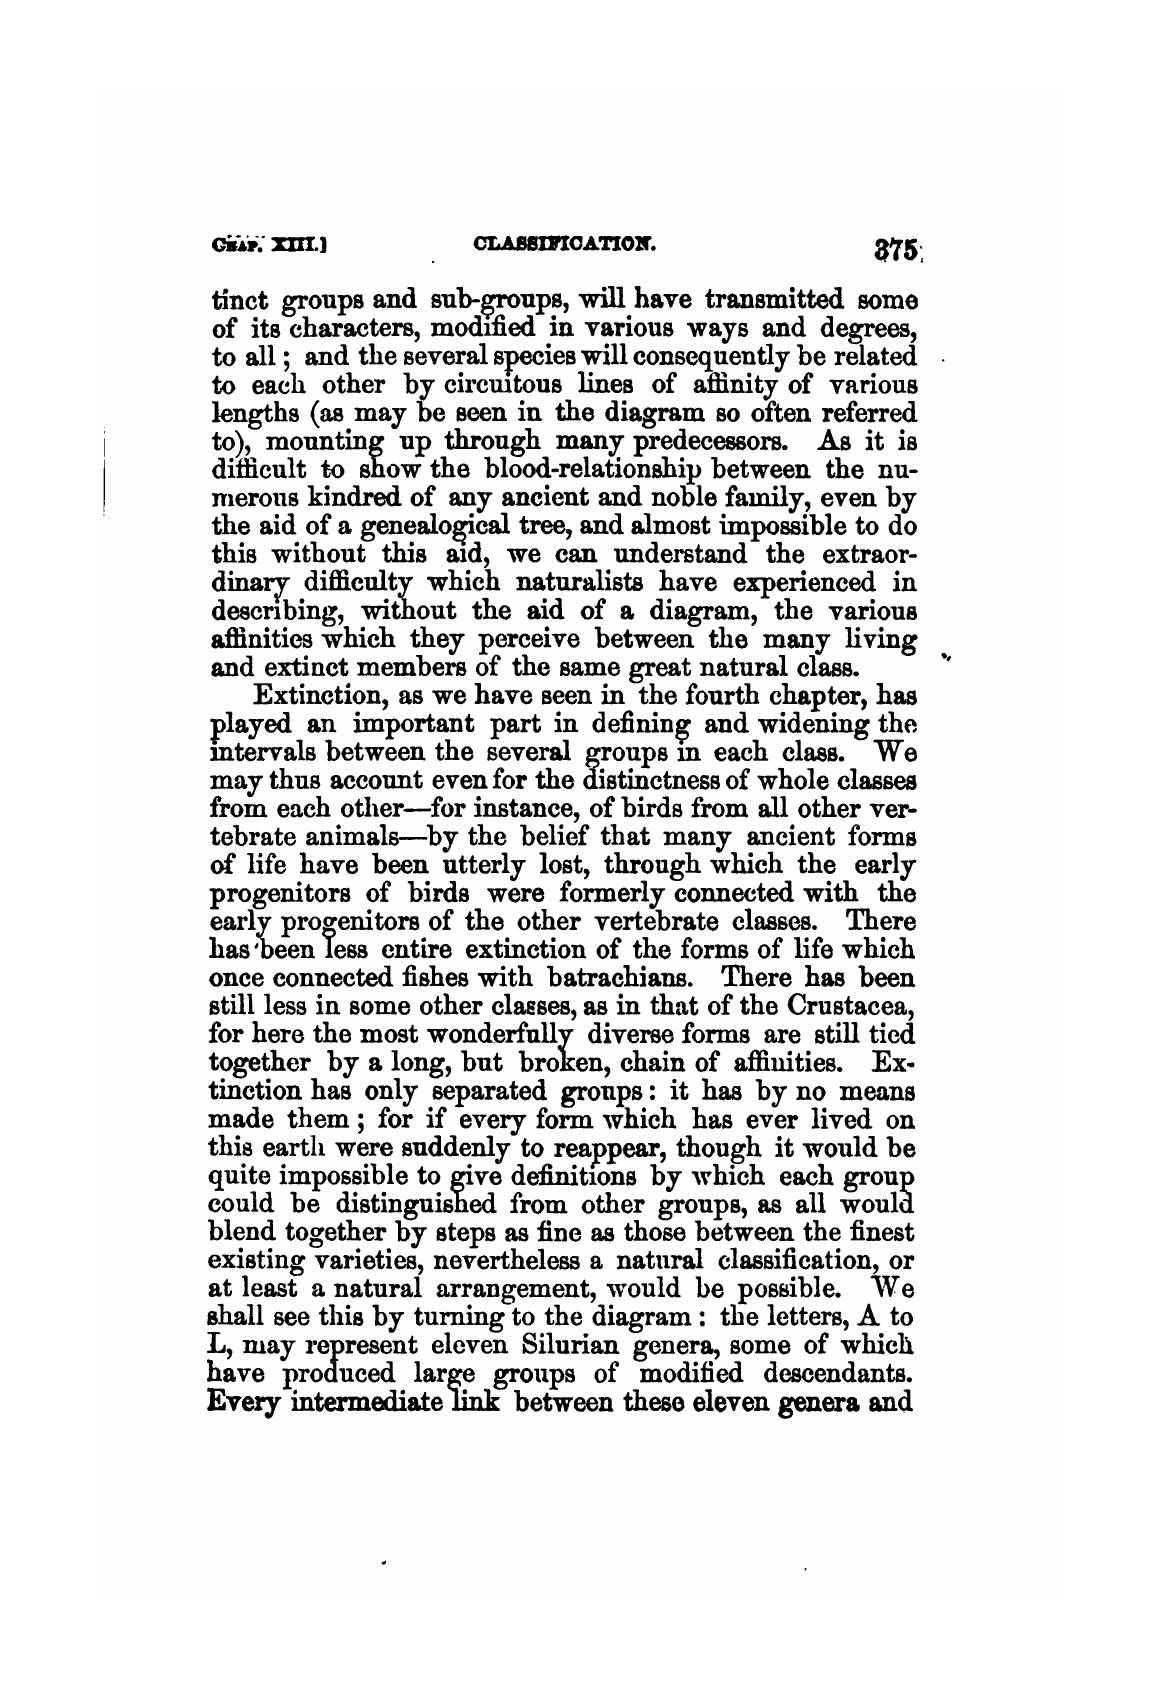 CHAP. XIII.] CLASSIFICATION. 375
tinct groups and sub-groups, will have transmitted some
of its characters, modified in various ways and degrees,
to all ; and the several species will consequently be related
to each other by circuitous lines of affinity of various
lengths (as may be seen in the diagram so often referred
to), mounting up through many predecessors. As it is
difficult to show the blood-relationship between the nu-
merous kindred of any ancient and noble family, even by
the aid of a genealogical tree, and almost impossible to do
this without this aid, we can understand the extraor-
dinary difficulty which naturalists have experienced in
describing, without the aid of a diagram, the various
affinities which they perceive between the many living
and extinct members of the same great natural class.
Extinction, as we have seen in the fourth chapter, has
played an important part in defining and widening the
intervals between the several groups in each class. We
may thus account even for the distinctness of whole classes
from each other—for instance, of birds from all other ver-
tebrate animals—by the belief that many ancient forms
of life have been utterly lost, through which the early
progenitors of birds were formerly connected with the
early progenitors of the other vertebrate classes. There
has been less entire extinction of the forms of life which
once connected fishes with batrachians. There has been
still less in some other classes, as in that of the Crustacea,
for here the most wonderfully diverse forms are still tied
together by a long, but broken, chain of affinities. Ex-
tinction has only separated groups : it has by no means
made them ; for if every form which has ever lived on
this earth were suddenly to reappear, though it would be
quite impossible to give definitions by which each group
could be distinguished from other groups, as all would
blend together by steps as fine as those between the finest
existing varieties, nevertheless a natural classification, or
at least a natural arrangement, would be possible. We
shall see this by turning to the diagram : the letters, A to
L, may represent eleven Silurian genera, some of which
have produced large groups of modified descendants.
Every intermediate link between these eleven genera and